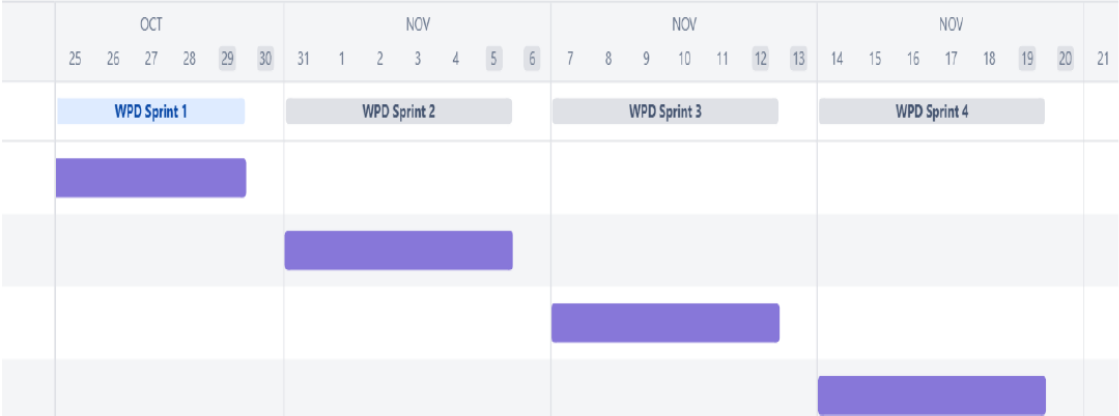 OCT NOV NOV NOV
25 26 27 28 29 30 31 1 2 3 4 5 6 7 8 9 10 11 12 13 14 15 16 17 18 19 20 21
WPD Sprint 1 WPD Sprint 2 WPD Sprint 3 WPD Sprint 4